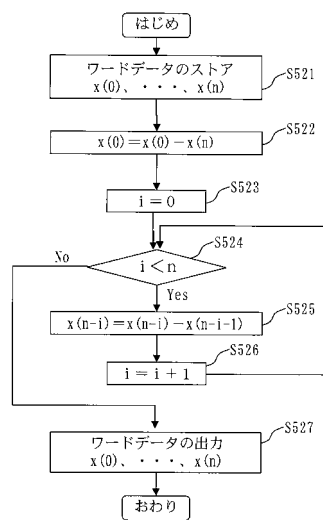 はじめ
ワードデータのストア
x(0)、・・・、x(n)
S521
x(0)=x(0)-x(n)
S522
i=0
S523
i<n
S524
No
Yes
x(n-i)=x(n-i)-x(n-i-1)
S525
i=i+1
S526
ワードデータの出力
x(0)、・・・、x(n)
S527
おわり